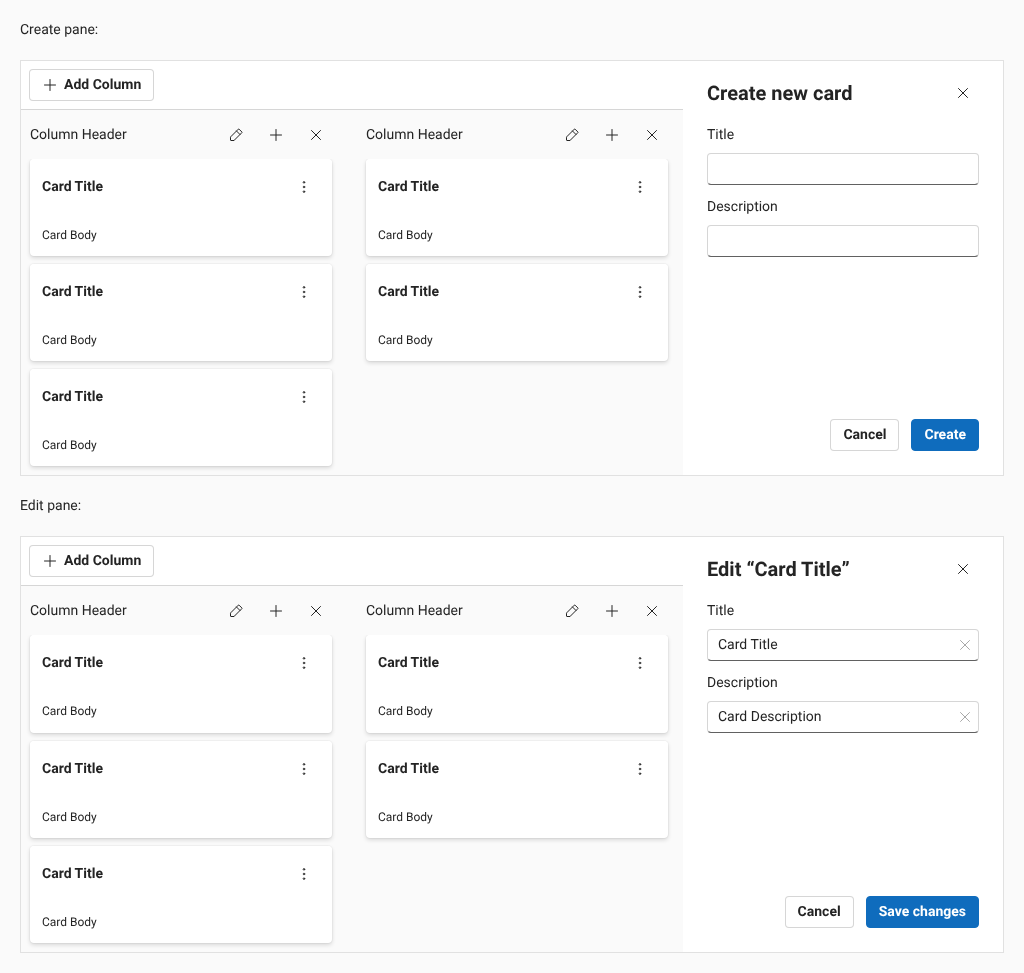 Create pane:
Add Column
Create new card
Column Header
Column Header
Title
Card Title
Card Title
Description
Card Body
Card Body
Card Title
Card Title
Card Body
Card Body
Card Title
Card Body
Cancel
Create
Edit pane:
Add Column
Edit “Card Title”
Column Header
Column Header
Title
Card Title
Card Title
Card Title
Description
Card Body
Card Body
Card Description
Card Title
Card Title
Card Body
Card Body
Card Title
Card Body
Cancel
Save changes